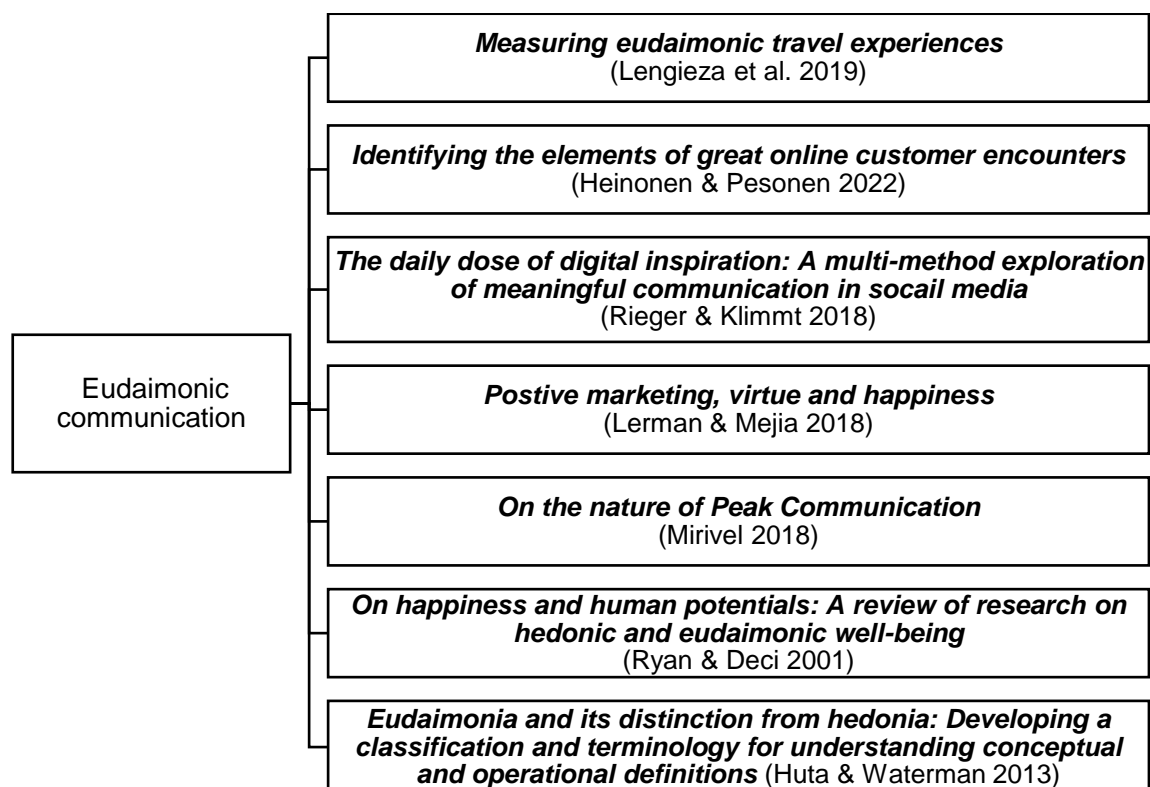 Measuring eudaimonic travel experiences
(Lengieza et al. 2019)
Identifying the elements of great online customer encounters
(Heinonen & Pesonen 2022)
The daily dose of digital inspiration: A multi-method exploration
of meaningful communication in socail media
(Rieger & Klimmt 2018)
Eudaimonic
communication
Postive marketing, virtue and happiness
(Lerman & Mejia 2018)
On the nature of Peak Communication
(Mirivel 2018)
On happiness and human potentials: A review of research on
hedonic and eudaimonic well-being
(Ryan & Deci 2001)
Eudaimonia and its distinction from hedonia: Developing a
classification and terminology for understanding conceptual
and operational definitions (Huta & Waterman 2013)